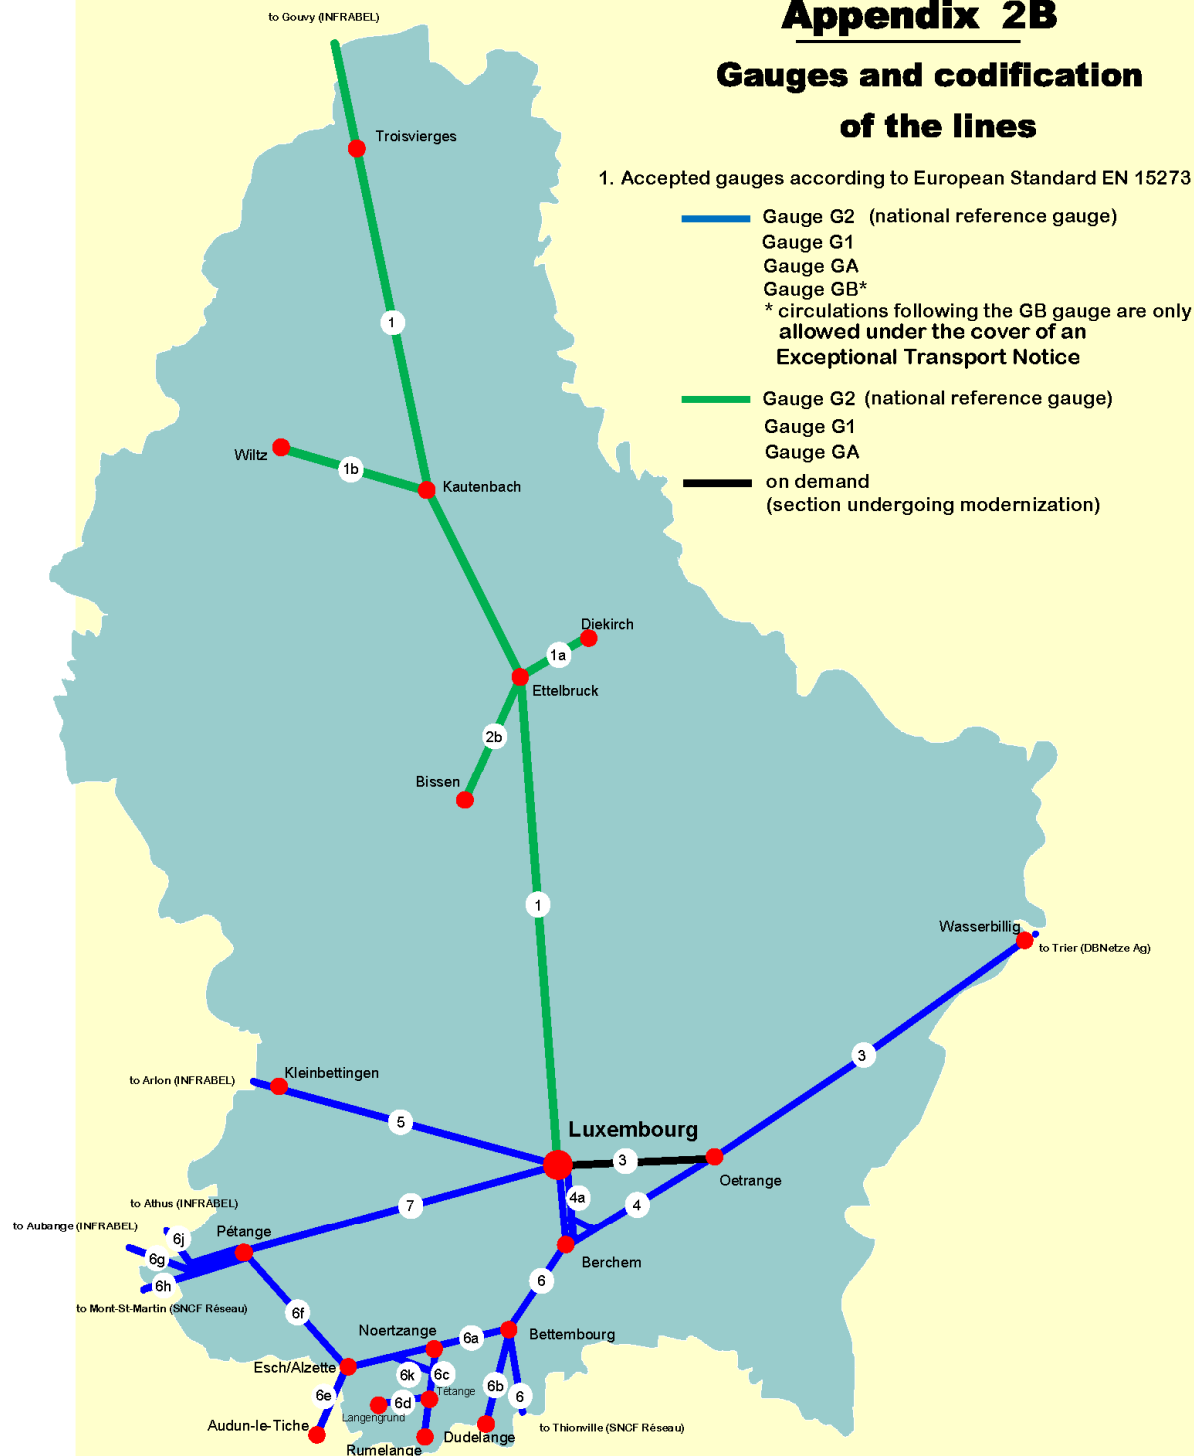 to Gouvy (INFRABEL)
Appendix 2B
Gauges and codification
of the lines
1. Accepted gauges according to European Standard EN 15273
Gauge G2 (national reference gauge)
Gauge G1
Gauge GA
Gauge GB*
* circulations following the GB gauge are only
allowed under the cover of an
Exceptional Transport Notice
Gauge G2 (national reference gauge)
Gauge G1
Gauge GA
on demand
(section undergoing modernization)
Troisvierges
1
Wiltz
1b
Kautenbach
Diekirch
1a
Ettelbruck
2b
Bissen
1
Wasserbillig
to Trier (DBNetze Ag)
3
to Arlon (INFRABEL)
Kleinbettingen
5
Luxembourg
3
Oetrange
4a
4
7
to Athus (INFRABEL)
to Aubange (INFRABEL)
6j
Pétange
6g
6h
to Mont-St-Martin (SNCF Réseau)
Berchem
6
6f
Noertzange
6a
Bettembourg
Esch/Alzette
6k
6c
6b
6
6e
6d
Tétange
Langengrund
Audun-le-Tiche
Rumelange
Dudelange
to Thionville (SNCF Réseau)